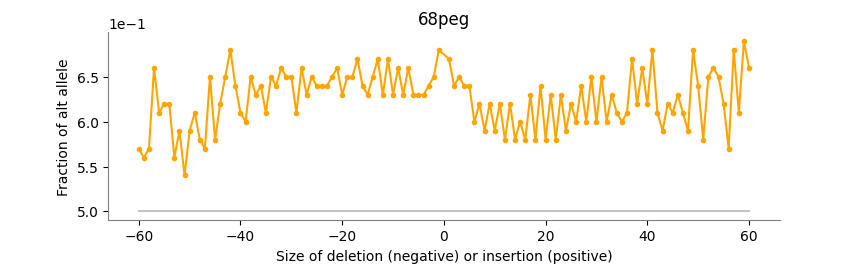 68peg
1e−1
Fraction of alt allele
6.5
6.0
5.5
5.0
−60
−40
−20
0
20
40
60
Size of deletion (negative) or insertion (positive)